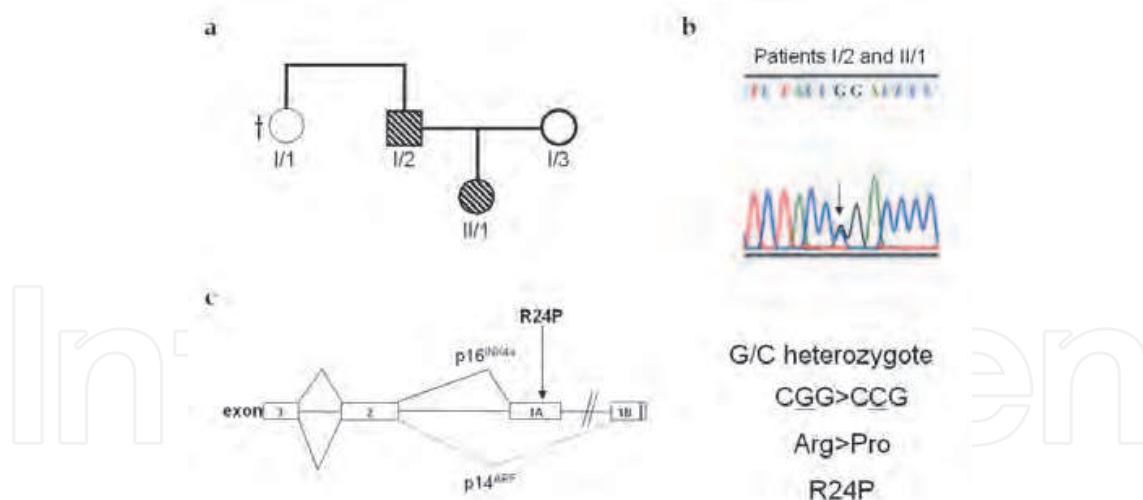 a
I/1
I/2
I/3
II/1
b
Patients I/2 and II/1
G G
G/C heterozygote
CGG>CCG
Arg>Pro
R24P
c
R24P
p16INK4a
exon 3 2 1A 1B
p14ARF